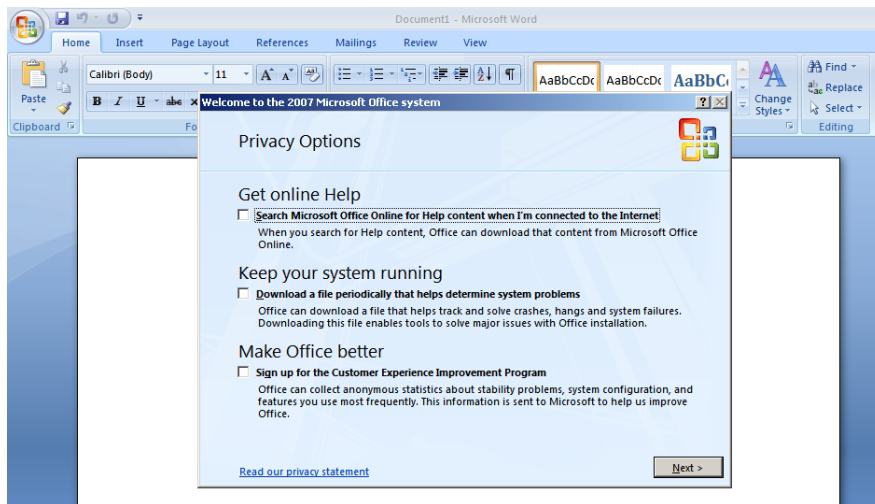 Document1 - Microsoft Word
Home Insert Page Layout References Mailings Review View
Calibri (Body) 11
AaBbCcDc AaBbCcDc AaBbC
Paste
B I U abc
Change
Styles
Find
Replace
Select
Clipboard
Fo
Editing
Welcome to the 2007 Microsoft Office system
Privacy Options
Get online Help
Search Microsoft Office Online for Help content when I'm connected to the Internet
When you search for Help content, Office can download that content from Microsoft Office
Online.
Keep your system running
Download a file periodically that helps determine system problems
Office can download a file that helps track and solve crashes, hangs and system failures.
Downloading this file enables tools to solve major issues with Office installation.
Make Office better
Sign up for the Customer Experience Improvement Program
Office can collect anonymous statistics about stability problems, system configuration, and
features you use most frequently. This information is sent to Microsoft to help us improve
Office.
Read our privacy statement
Next >